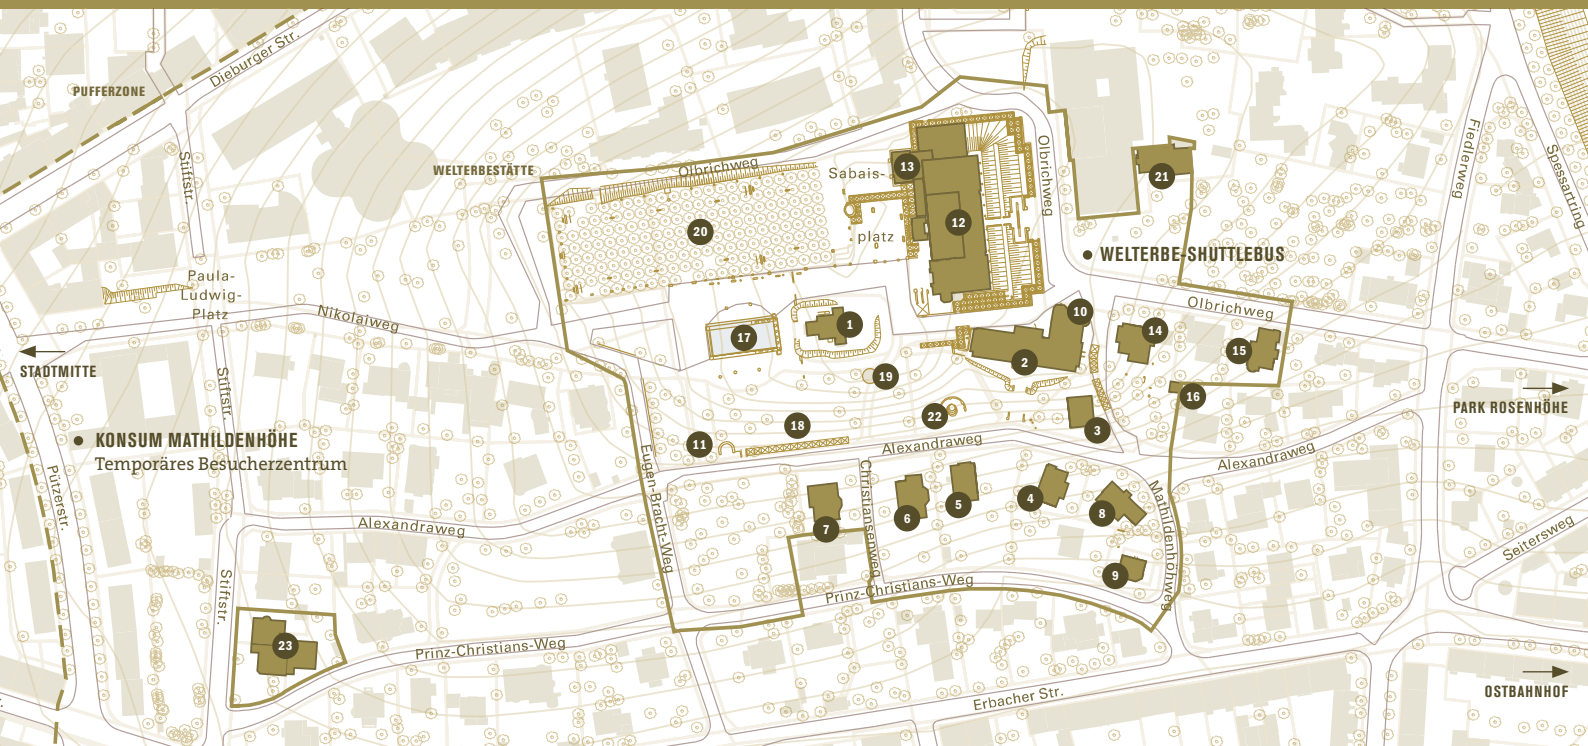 Dieburger Str.
PUFFERZONE
Stiftstr.
WELTERBESTÄTTE
Olbrichweg
Sabais-
platz
13
12
20
Olbrichweg
21
Fiedlerweg
Spessartring
WELTERBE-SHUTTLEBUS
Paula-
Ludwig-
Platz
Nikolaiweg
Olbrichweg
17
1
10
14
15
2
STADTMITTE
Stiftstr.
19
16
PARK ROSENHÖHE
22
3
18
11
KONSUM MATHILDENHÖHE
Temporäres Besucherzentrum
Alexandraweg
Alexandraweg
Eugen-Bracht-Weg
Christiansenweg
Pützerstr.
Alexandraweg
7
6
5
4
8
9
Mathildenhöhweg
Seitersweg
Stiftstr.
Prinz-Christians-Weg
23
Prinz-Christians-Weg
Erbacher Str.
OSTBAHNHOF